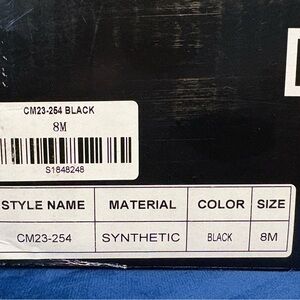 CM23-254 BLACK
8M
S1848248
STYLE NAME MATERIAL COLOR SIZE
CM23-254 SYNTHETIC BLACK 8M